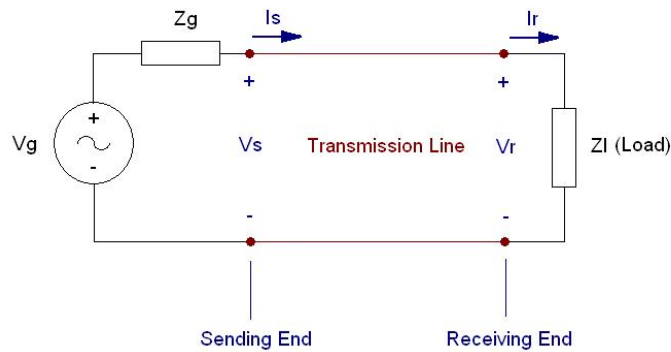 Zg
Is
Ir
+
+
+
Vg
-
Vs
Transmission Line
Vr
Zl (Load)
-
-
Sending End
Receiving End